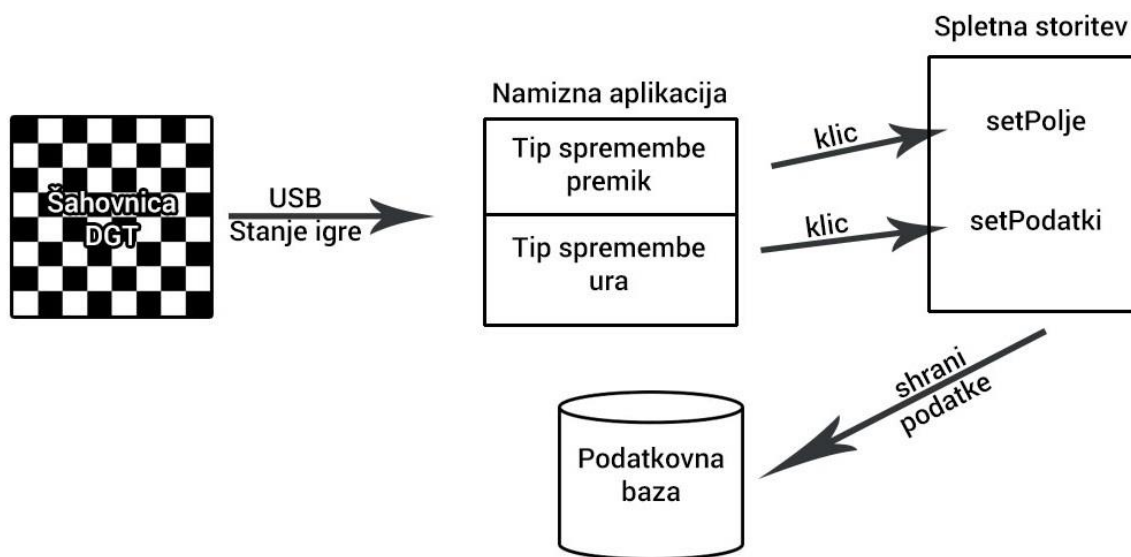 Šahovnica
DGT
USB
Stanje igre
Namizna aplikacija
Tip spremembe
premik
Tip spremembe
ura
klic
klic
Spletna storitev
setPolje
setPodatki
shrani
podatke
Podatkovna
baza